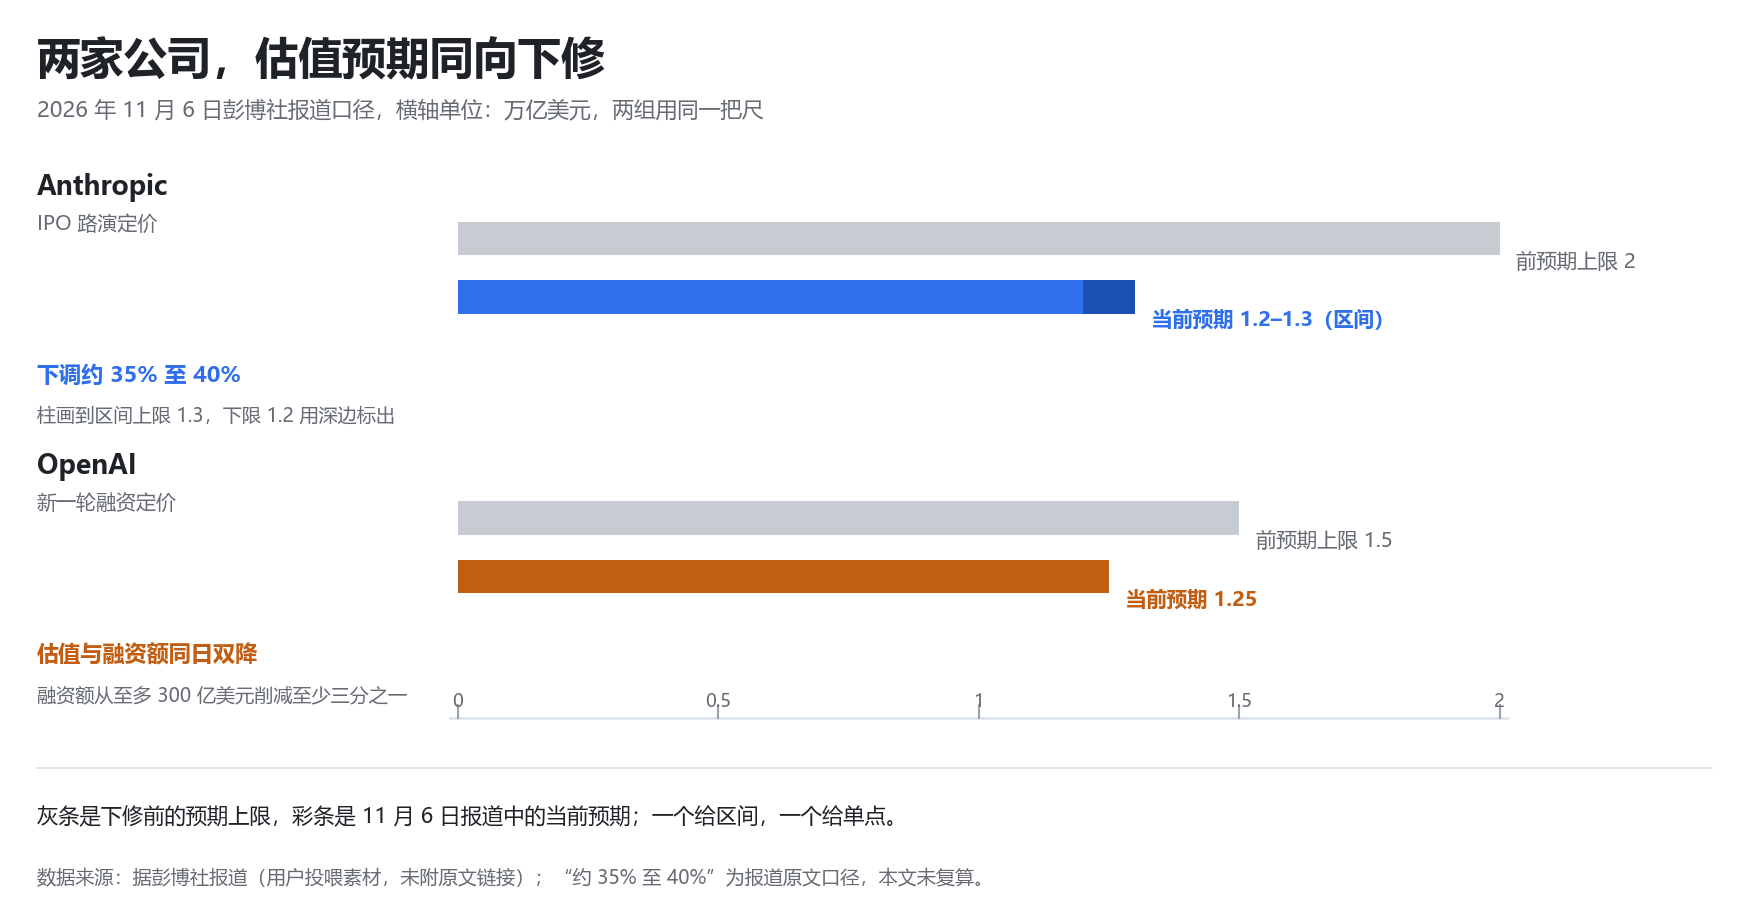 两家公司，估值预期同向下修
2026 年 11 月 6 日彭博社报道口径，横轴单位：万亿美元，两组用同一把尺
Anthropic
IPO 路演定价
前预期上限 2
当前预期 1.2–1.3（区间）
下调约 35% 至 40%
柱画到区间上限 1.3，下限 1.2 用深边标出
OpenAI
新一轮融资定价
前预期上限 1.5
当前预期 1.25
估值与融资额同日双降
融资额从至多 300 亿美元削减至少三分之一
0 0.5 1 1.5 2
灰条是下修前的预期上限，彩条是 11 月 6 日报道中的当前预期；一个给区间，一个给单点。
数据来源：据彭博社报道（用户投喂素材，未附原文链接）；“约 35% 至 40%”为报道原文口径，本文未复算。